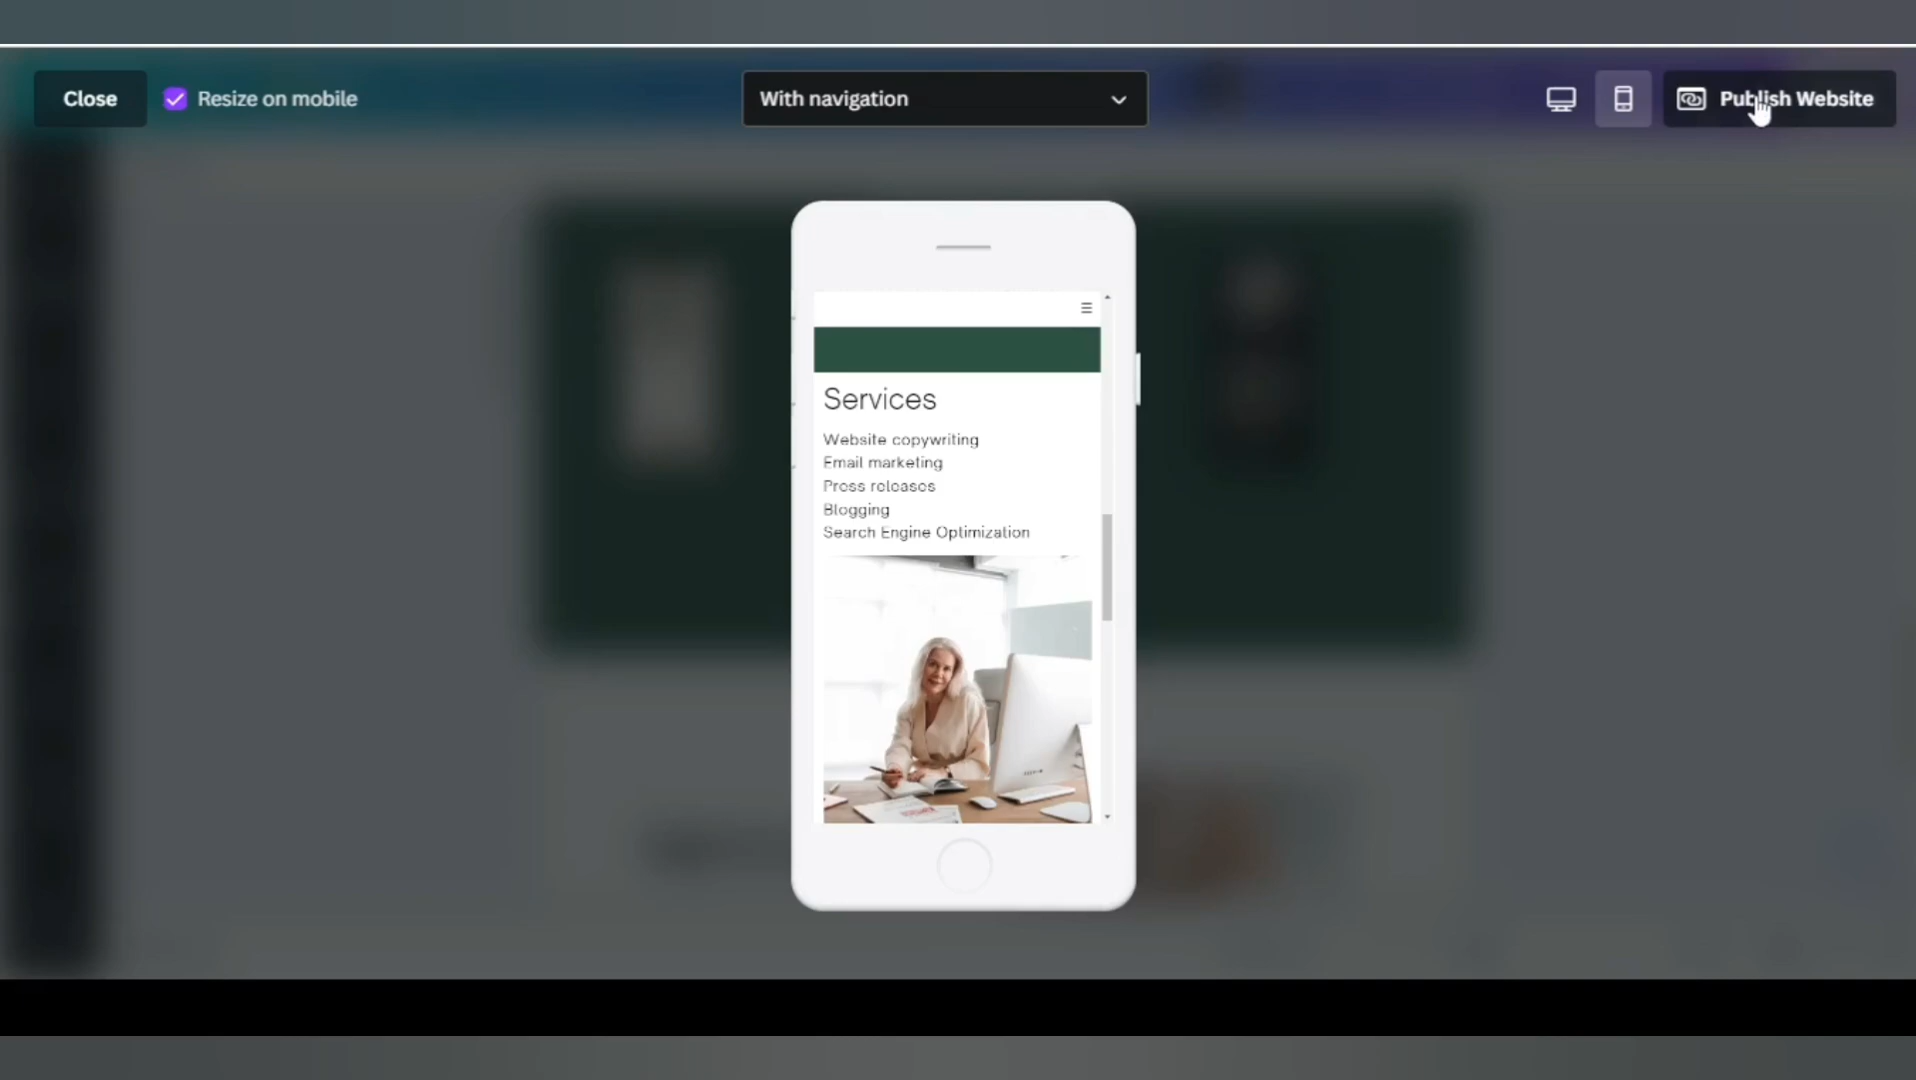 Close
Resize on mobile
With navigation
Publish Website
Services
Website copywriting
Email marketing
Press releases
Blogging
Search Engine Optimization